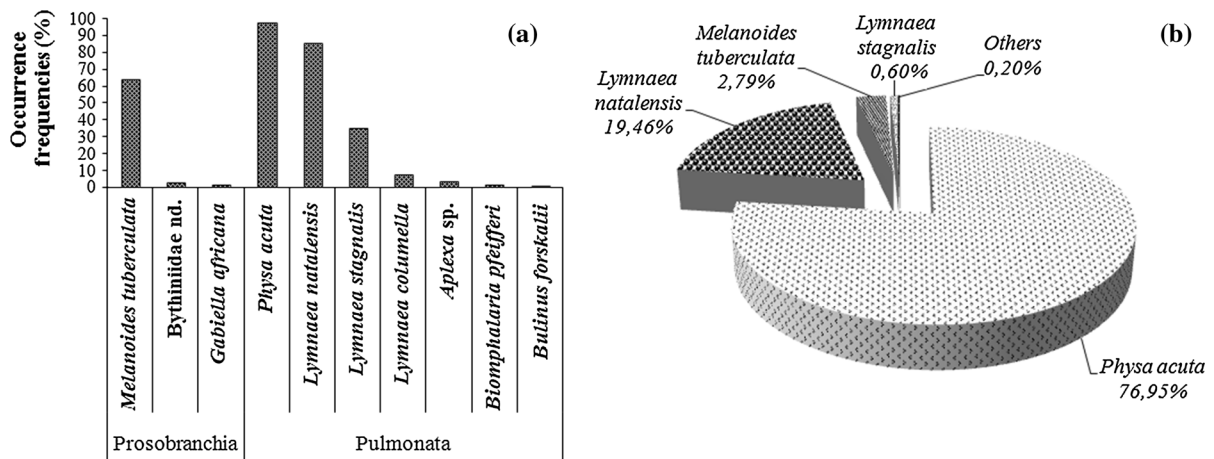 Occurrence
frequencies (%)
100
90
80
70
60
50
40
30
20
10
0
(a)
Melanoides tuberculata
Bythiniidae nd.
Gabiella africana
Physa acuta
Lymnaea natalensis
Lymnaea stagnalis
Lymnaea columella
Aplexa sp.
Biomphalaria pfeifferi
Bulinus forskalii
Prosobranchia
Pulmonata
(b)
Lymnaea
natalensis
19,46%
Melanoides
tuberculata
2,79%
Lymnaea
stagnalis
0,60%
Others
0,20%
Physa acuta
76,95%